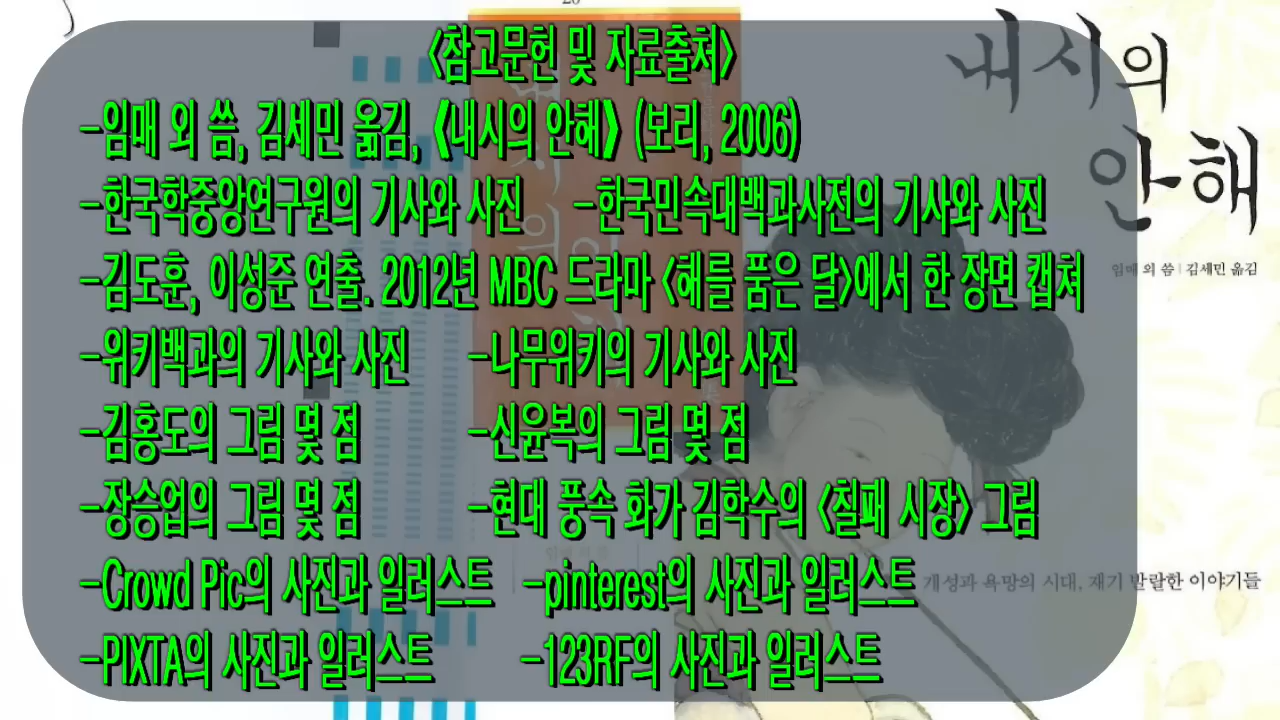 <참고문헌 및 자료출처>
-임매 외 씀, 김세민 옮김, 《내시의 안해》 (보리, 2006)
-한국학중앙연구원의 기사와 사진 -한국민속대백과사전의 기사와 사진
-김도훈, 이성준 연출. 2012년 MBC 드라마 <해를 품은 달>에서 한 장면 캡쳐
-위키백과의 기사와 사진 -나무위키의 기사와 사진
-김홍도의 그림 몇 점 -신윤복의 그림 몇 점
-장승업의 그림 몇 점 -현대 풍속 화가 김학수의 <칠패 시장> 그림
-Crowd Pic의 사진과 일러스트 -pinterest의 사진과 일러스트
-PIXTA의 사진과 일러스트 -123RF의 사진과 일러스트
내시의
안해
임매 외 씀 | 김세민 옮김
개성과 욕망의 시대, 재기 발랄한 이야기들